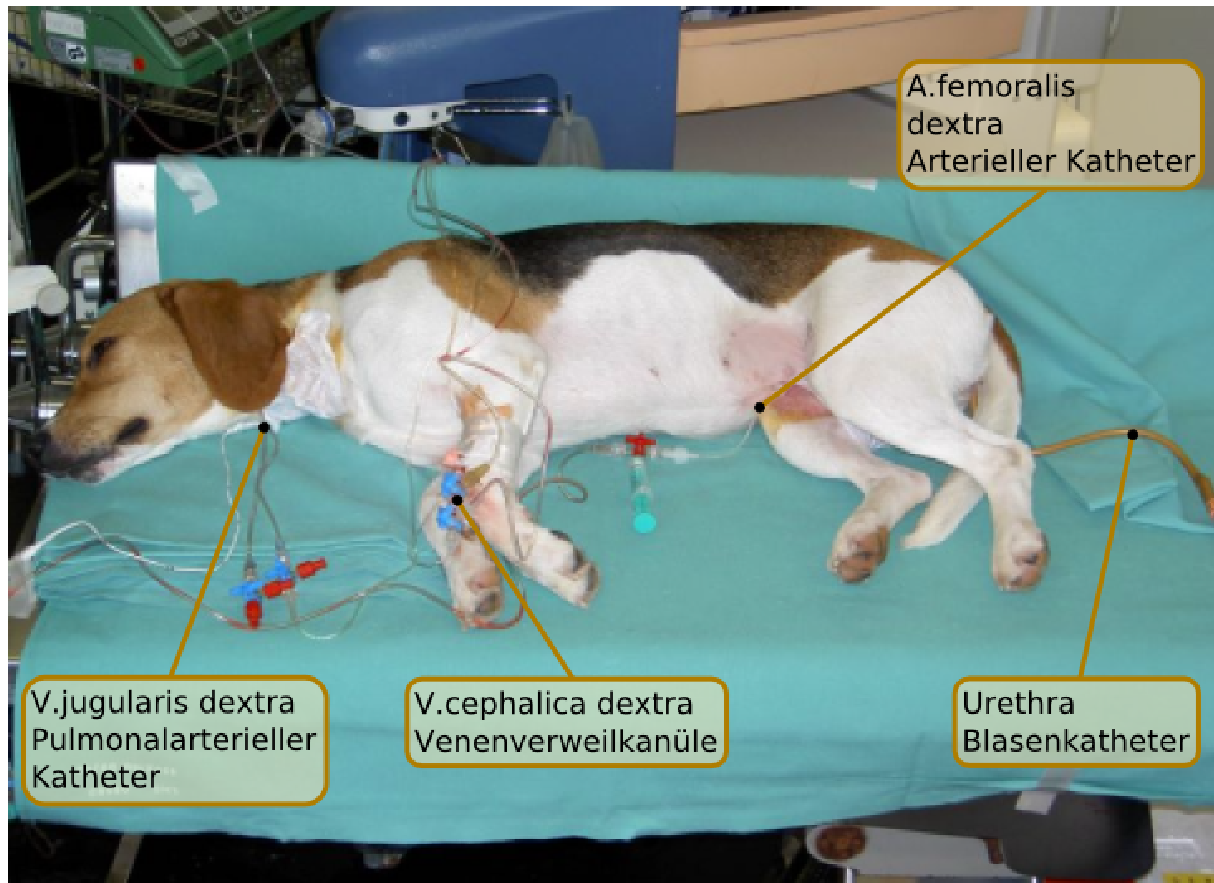 A.femoralis
dextra
Arterieller Katheter
V.jugularis dextra
Pulmonalarterieller
Katheter
V.cephalica dextra
Venenverweilkanüle
Urethra
Blasenkatheter